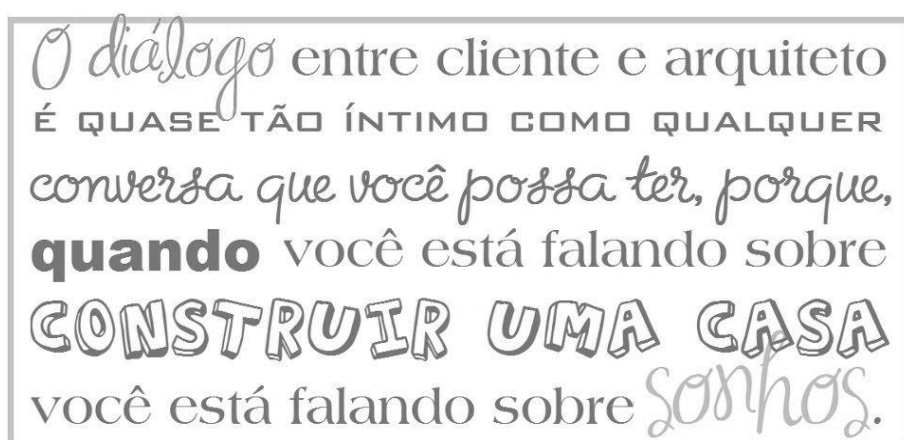 O diálogo entre cliente e arquiteto
É QUASE TÃO ÍNTIMO COMO QUALQUER
conversa que você possa ter, porque,
quando você está falando sobre
CONSTRUIR UMA CASA
você está falando sobre sonhos.